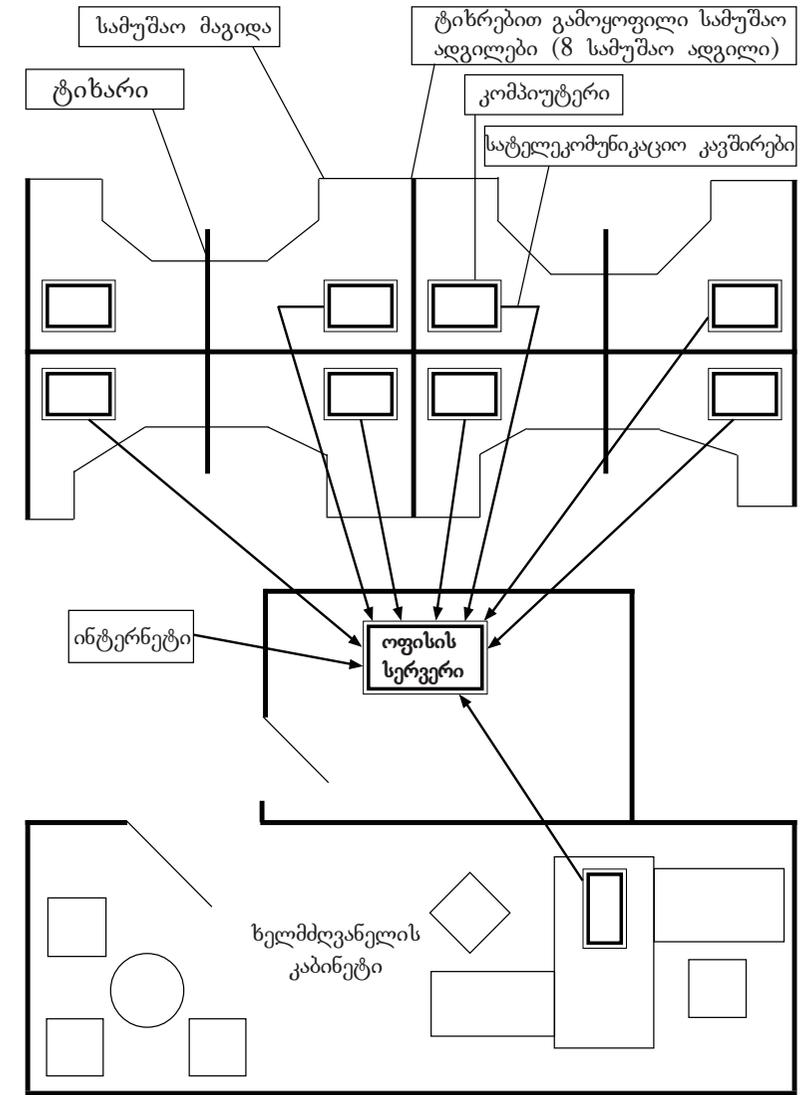 სამუშაო მაგიდა
ტიხრებით გამოყოფილი სამუშაო
ადგილები (8 სამუშაო ადგილი)
ტიხარი
კომპიუტერი
სატელეკომუნიკაციო კავშირები
ინტერნეტი
ოფისის
სერვერი
ხელმძღვანელის
კაბინეტი